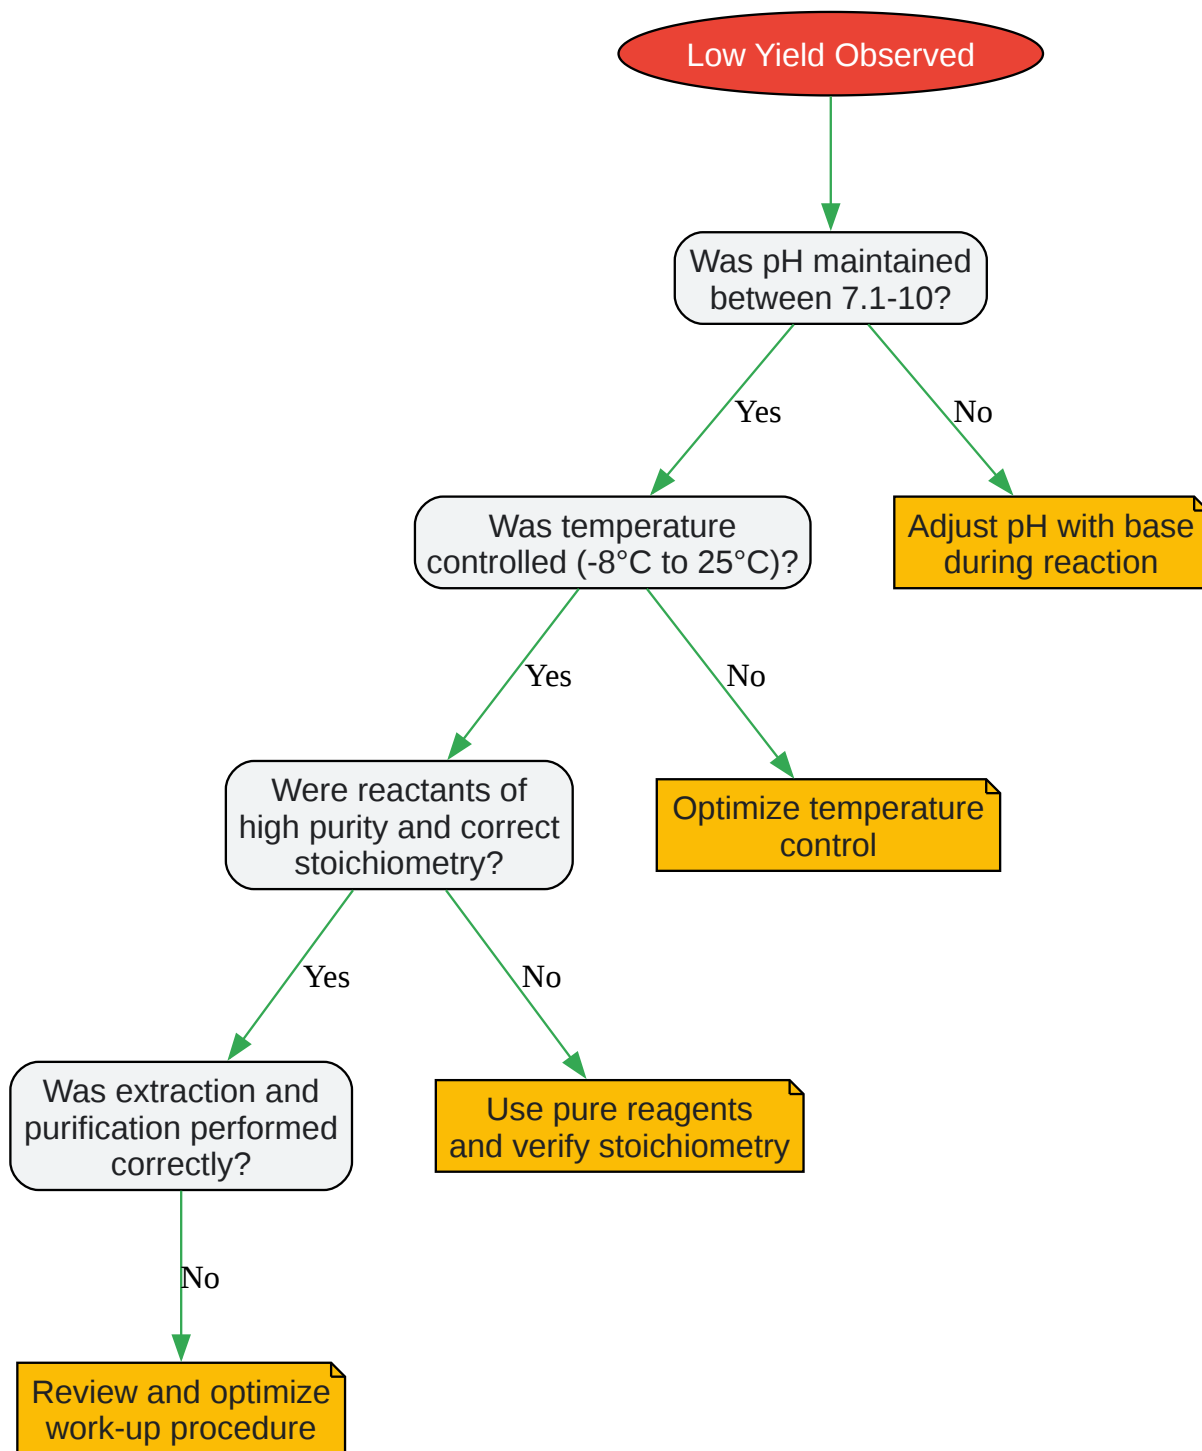 Low Yield Observed
Was pH maintained
between 7.1-10?
Yes
No
Was temperature
controlled (-8°C to 25°C)?
Adjust pH with base
during reaction
Yes
No
Were reactants of
high purity and correct
stoichiometry?
Optimize temperature
control
Yes
No
Was extraction and
purification performed
correctly?
Use pure reagents
and verify stoichiometry
No
Review and optimize
work-up procedure